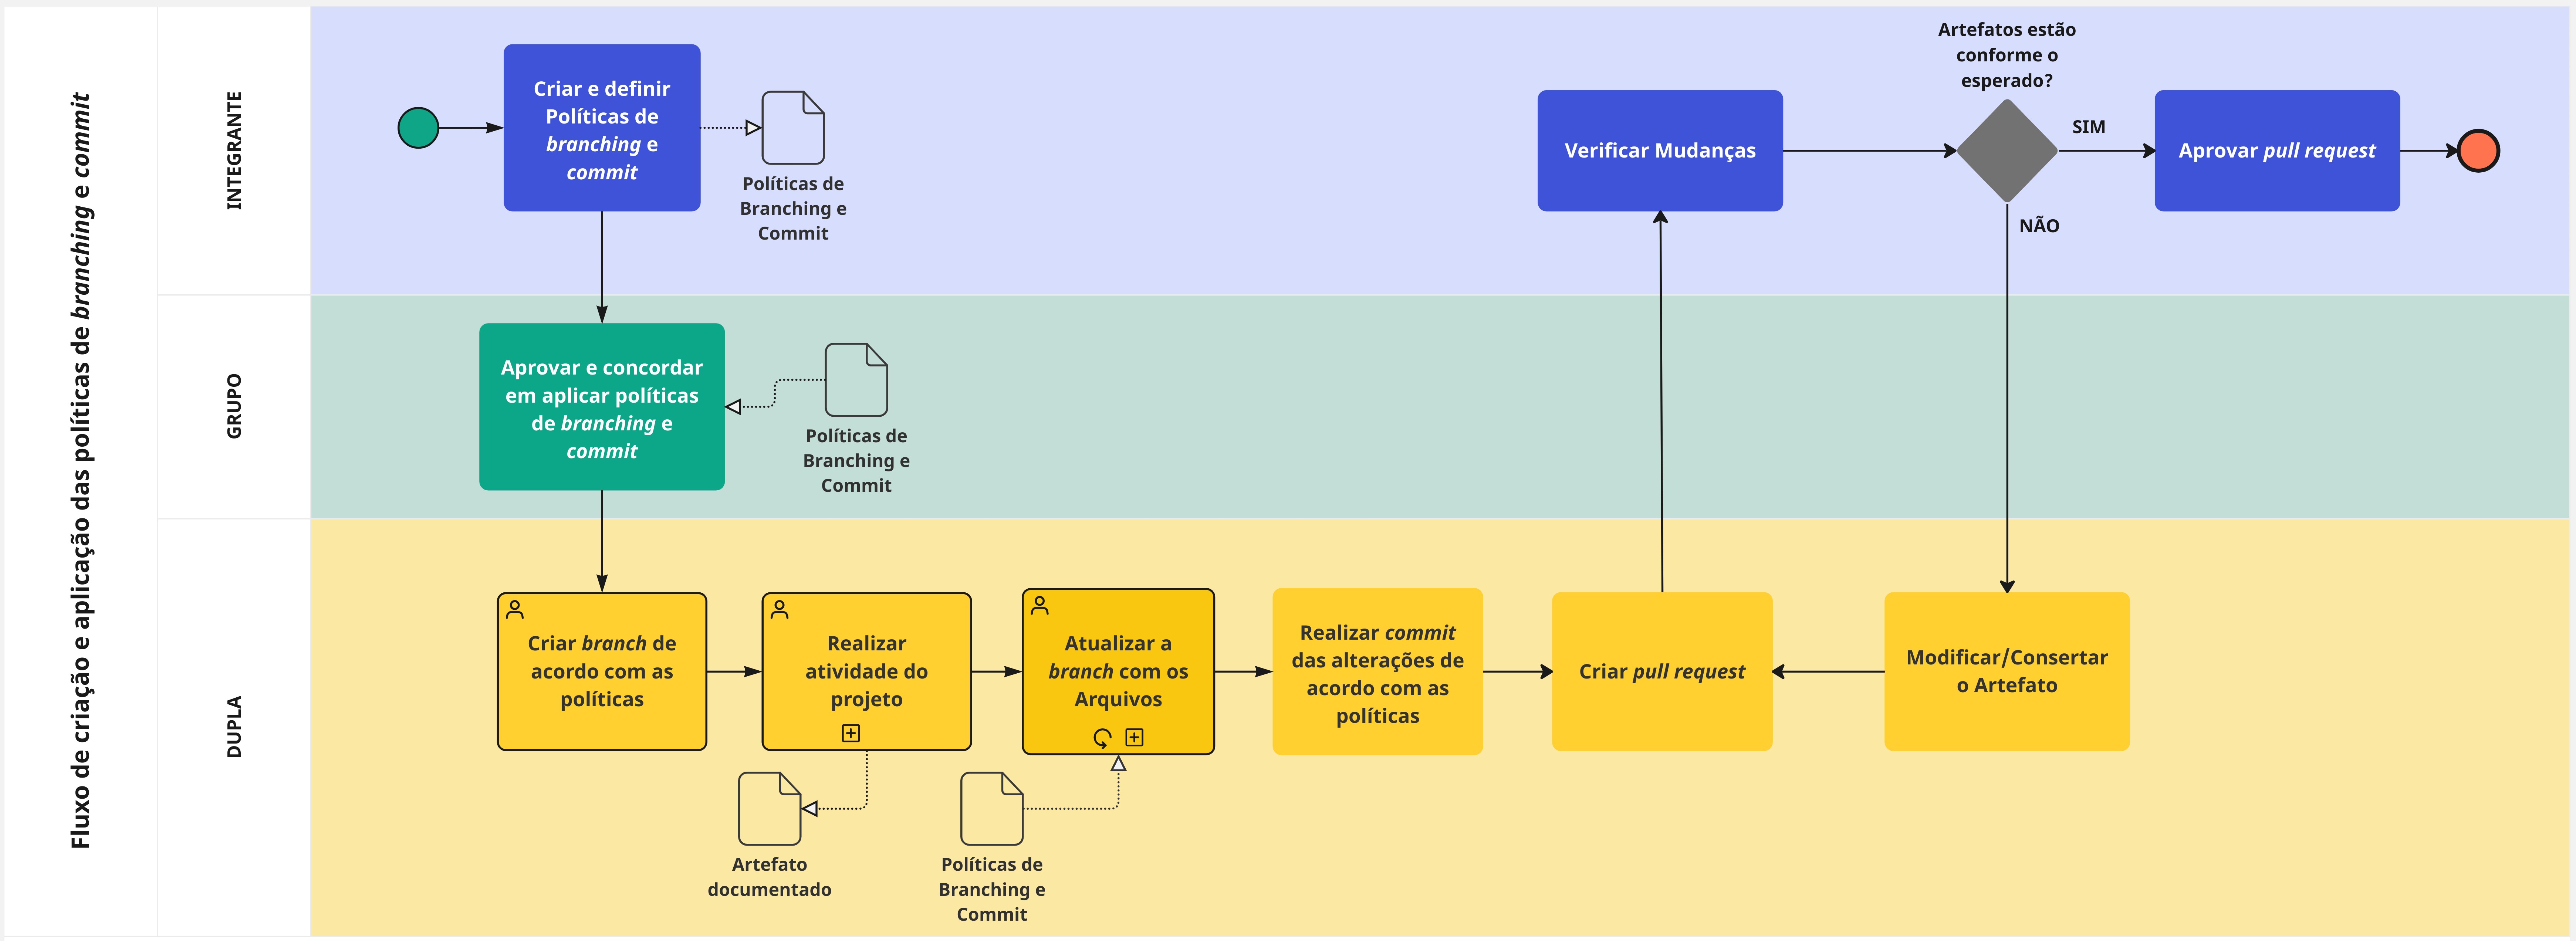 Fluxo de criação e aplicação das políticas de branching e commit
INTEGRANTE
Criar e definir
Políticas de
branching e
commit
Políticas de
Branching e
Commit
Verificar Mudanças
Artefatos estão
conforme o
esperado?
SIM
NÃO
Aprovar pull request
GRUPO
Aprovar e concordar
em aplicar políticas
de branching e
commit
Políticas de
Branching e
Commit
DUPLA
Criar branch de
acordo com as
políticas
Realizar
atividade do
projeto
Atualizar a
branch com os
Arquivos
Realizar commit
das alterações de
acordo com as
políticas
Criar pull request
Modificar/Consertar
o Artefato
Artefato
documentado
Políticas de
Branching e
Commit